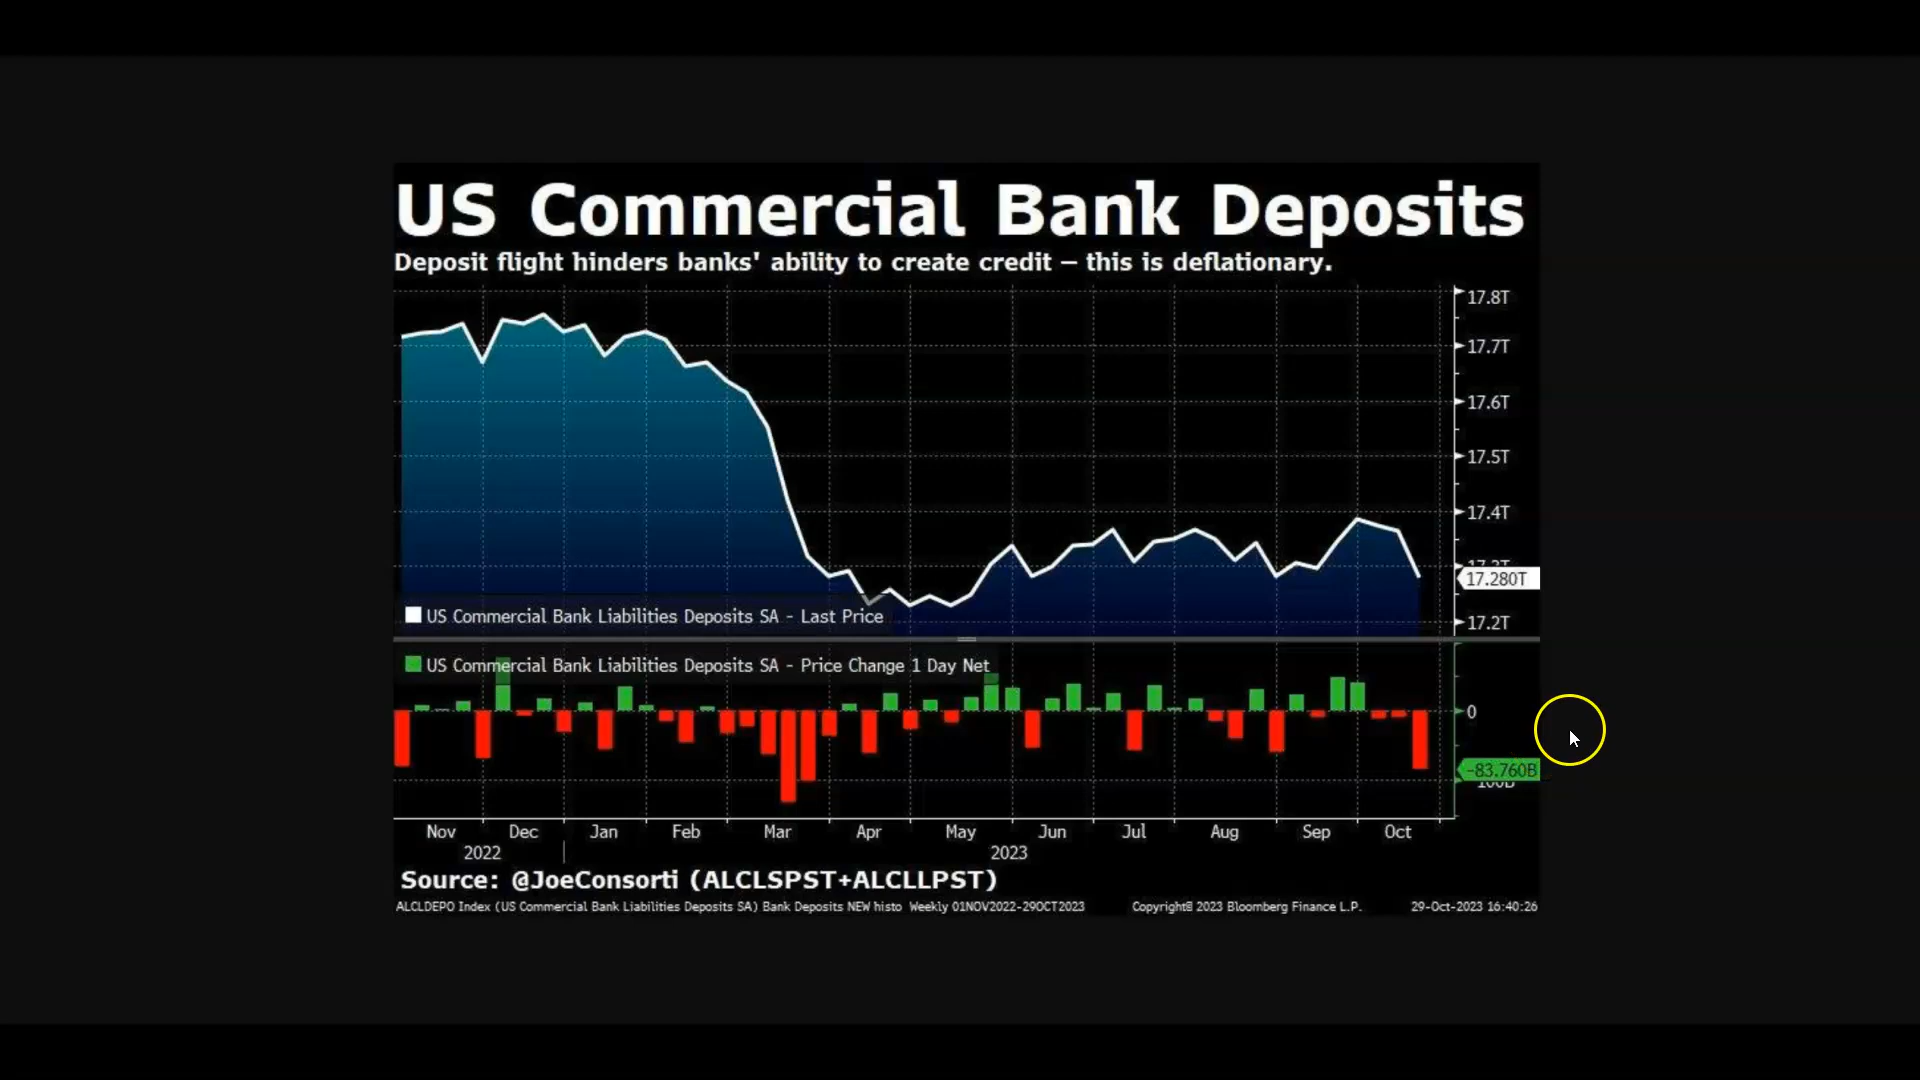 US Commercial Bank Deposits
Deposit flight hinders banks' ability to create credit – this is deflationary.
17.8T
17.7T
17.6T
17.5T
17.4T
17.3T
17.280T
US Commercial Bank Liabilities Deposits SA - Last Price
17.2T
US Commercial Bank Liabilities Deposits SA - Price Change 1 Day Net
0
-83.760B
100B
Nov Dec Jan Feb Mar Apr May Jun Jul Aug Sep Oct
2022 2023
Source: @JoeConsorti (ALCLSPST+ALCLLPST)
ALCLDEPO Index (US Commercial Bank Liabilities Deposits SA) Bank Deposits NEW histo Weekly 01NOV2022-29OCT2023 Copyright© 2023 Bloomberg Finance L.P. 29-Oct-2023 16:40:26